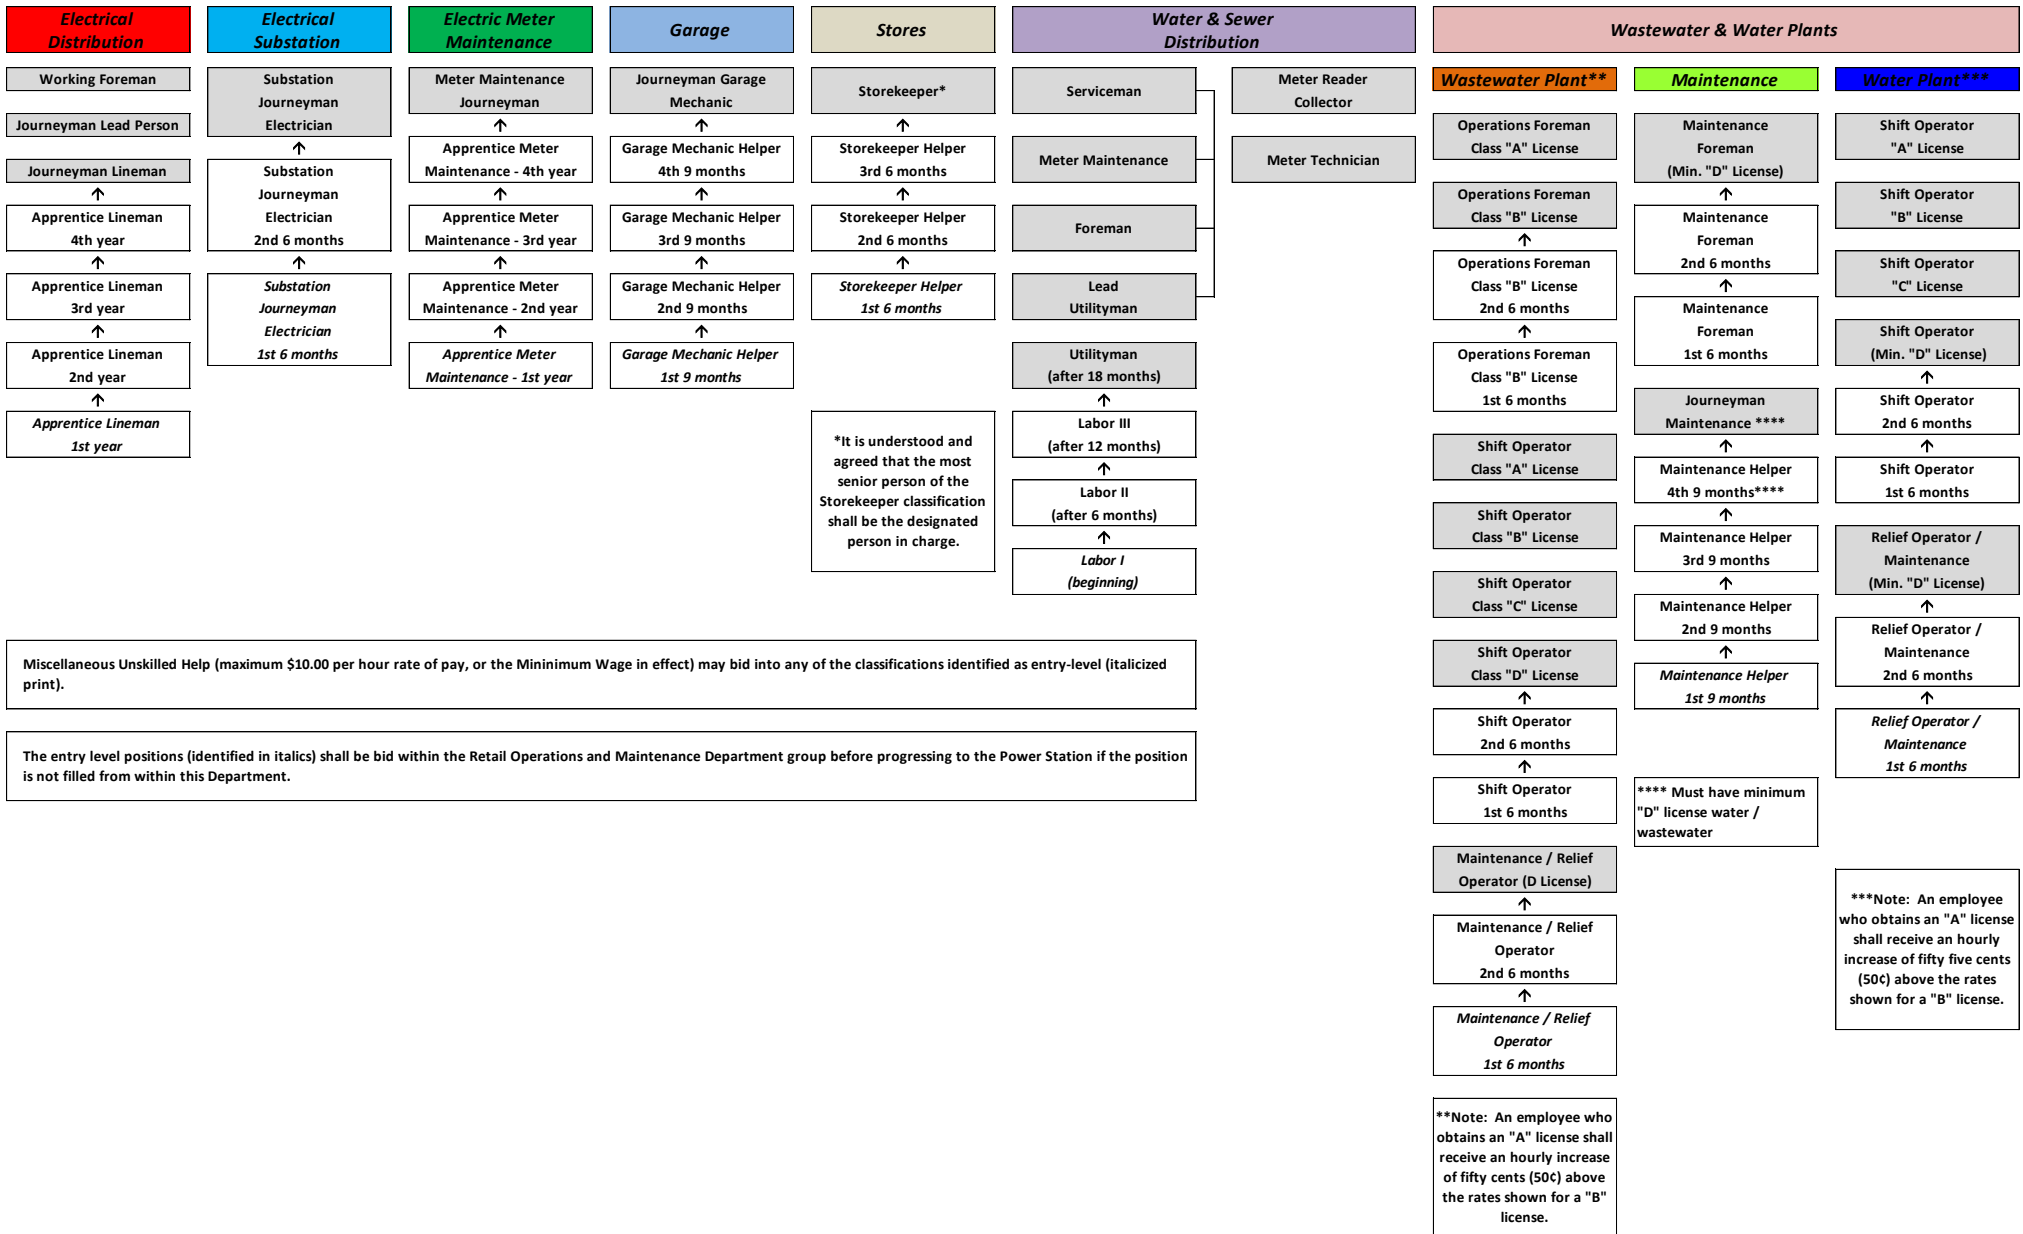 Electrical
Distribution
Electrical
Substation
Electric Meter
Maintenance
Garage
Stores
Water & Sewer
Distribution
Wastewater & Water Plants
Working Foreman
Journeyman Lead Person
Journeyman Lineman
Apprentice Lineman
4th year
Apprentice Lineman
3rd year
Apprentice Lineman
2nd year
Apprentice Lineman
1st year
Substation
Journeyman
Electrician
Substation
Journeyman
Electrician
2nd 6 months
Substation
Journeyman
Electrician
1st 6 months
Meter Maintenance
Journeyman
Apprentice Meter
Maintenance - 4th year
Apprentice Meter
Maintenance - 3rd year
Apprentice Meter
Maintenance - 2nd year
Apprentice Meter
Maintenance - 1st year
Journeyman Garage
Mechanic
Garage Mechanic Helper
4th 9 months
Garage Mechanic Helper
3rd 9 months
Garage Mechanic Helper
2nd 9 months
Garage Mechanic Helper
1st 9 months
Storekeeper*
Storekeeper Helper
3rd 6 months
Storekeeper Helper
2nd 6 months
Storekeeper Helper
1st 6 months
*It is understood and
agreed that the most
senior person of the
Storekeeper classification
shall be the designated
person in charge.
Serviceman
Meter Maintenance
Foreman
Lead
Utilityman
Utilityman
(after 18 months)
Labor III
(after 12 months)
Labor II
(after 6 months)
Labor I
(beginning)
Meter Reader
Collector
Meter Technician
Wastewater Plant**
Operations Foreman
Class "A" License
Operations Foreman
Class "B" License
Operations Foreman
Class "B" License
2nd 6 months
Operations Foreman
Class "B" License
1st 6 months
Shift Operator
Class "A" License
Shift Operator
Class "B" License
Shift Operator
Class "C" License
Shift Operator
Class "D" License
Shift Operator
2nd 6 months
Shift Operator
1st 6 months
Maintenance / Relief
Operator (D License)
Maintenance / Relief
Operator
2nd 6 months
Maintenance / Relief
Operator
1st 6 months
**Note:  An employee who
obtains an "A" license shall
receive an hourly increase
of fifty cents (50¢) above
the rates shown for a "B"
license.
Maintenance
Maintenance
Foreman
(Min. "D" License)
Maintenance
Foreman
2nd 6 months
Maintenance
Foreman
1st 6 months
Journeyman
Maintenance ****
Maintenance Helper
4th 9 months****
Maintenance Helper
3rd 9 months
Maintenance Helper
2nd 9 months
Maintenance Helper
1st 9 months
**** Must have minimum
"D" license water /
wastewater
Water Plant***
Shift Operator
"A" License
Shift Operator
"B" License
Shift Operator
"C" License
Shift Operator
(Min. "D" License)
Shift Operator
2nd 6 months
Shift Operator
1st 6 months
Relief Operator /
Maintenance
(Min. "D" License)
Relief Operator /
Maintenance
2nd 6 months
Relief Operator /
Maintenance
1st 6 months
***Note:  An employee
who obtains an "A" license
shall receive an hourly
increase of fifty five cents
(50¢) above the rates
shown for a "B" license.
Miscellaneous Unskilled Help (maximum $10.00 per hour rate of pay, or the Mininimum Wage in effect) may bid into any of the classifications identified as entry-level (italicized
print).
The entry level positions (identified in italics) shall be bid within the Retail Operations and Maintenance Department group before progressing to the Power Station if the position
is not filled from within this Department.